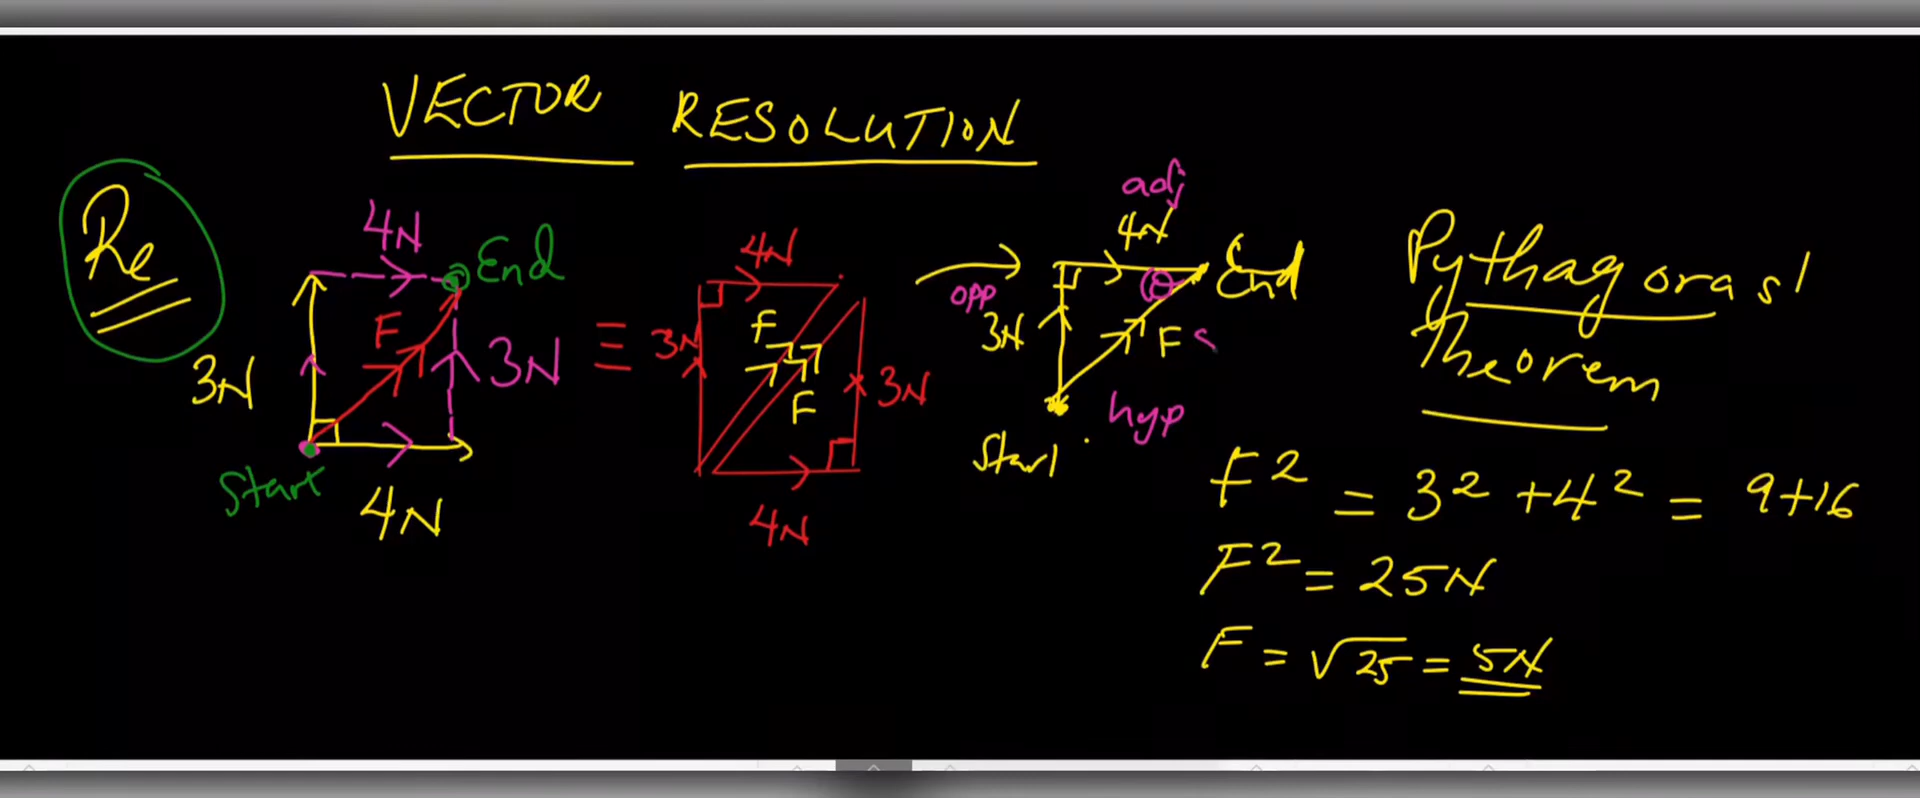 VECTOR RESOLUTION
Re
4N
End
F
3N
3N
Start
4N
≡
4N
3N
F
F
3N
4N
adj
4N
End
opp
θ
3N
F
hyp
Start
Pythagoras'
Theorem
F² = 3² + 4² = 9+16
F² = 25N
F = √25 = 5N